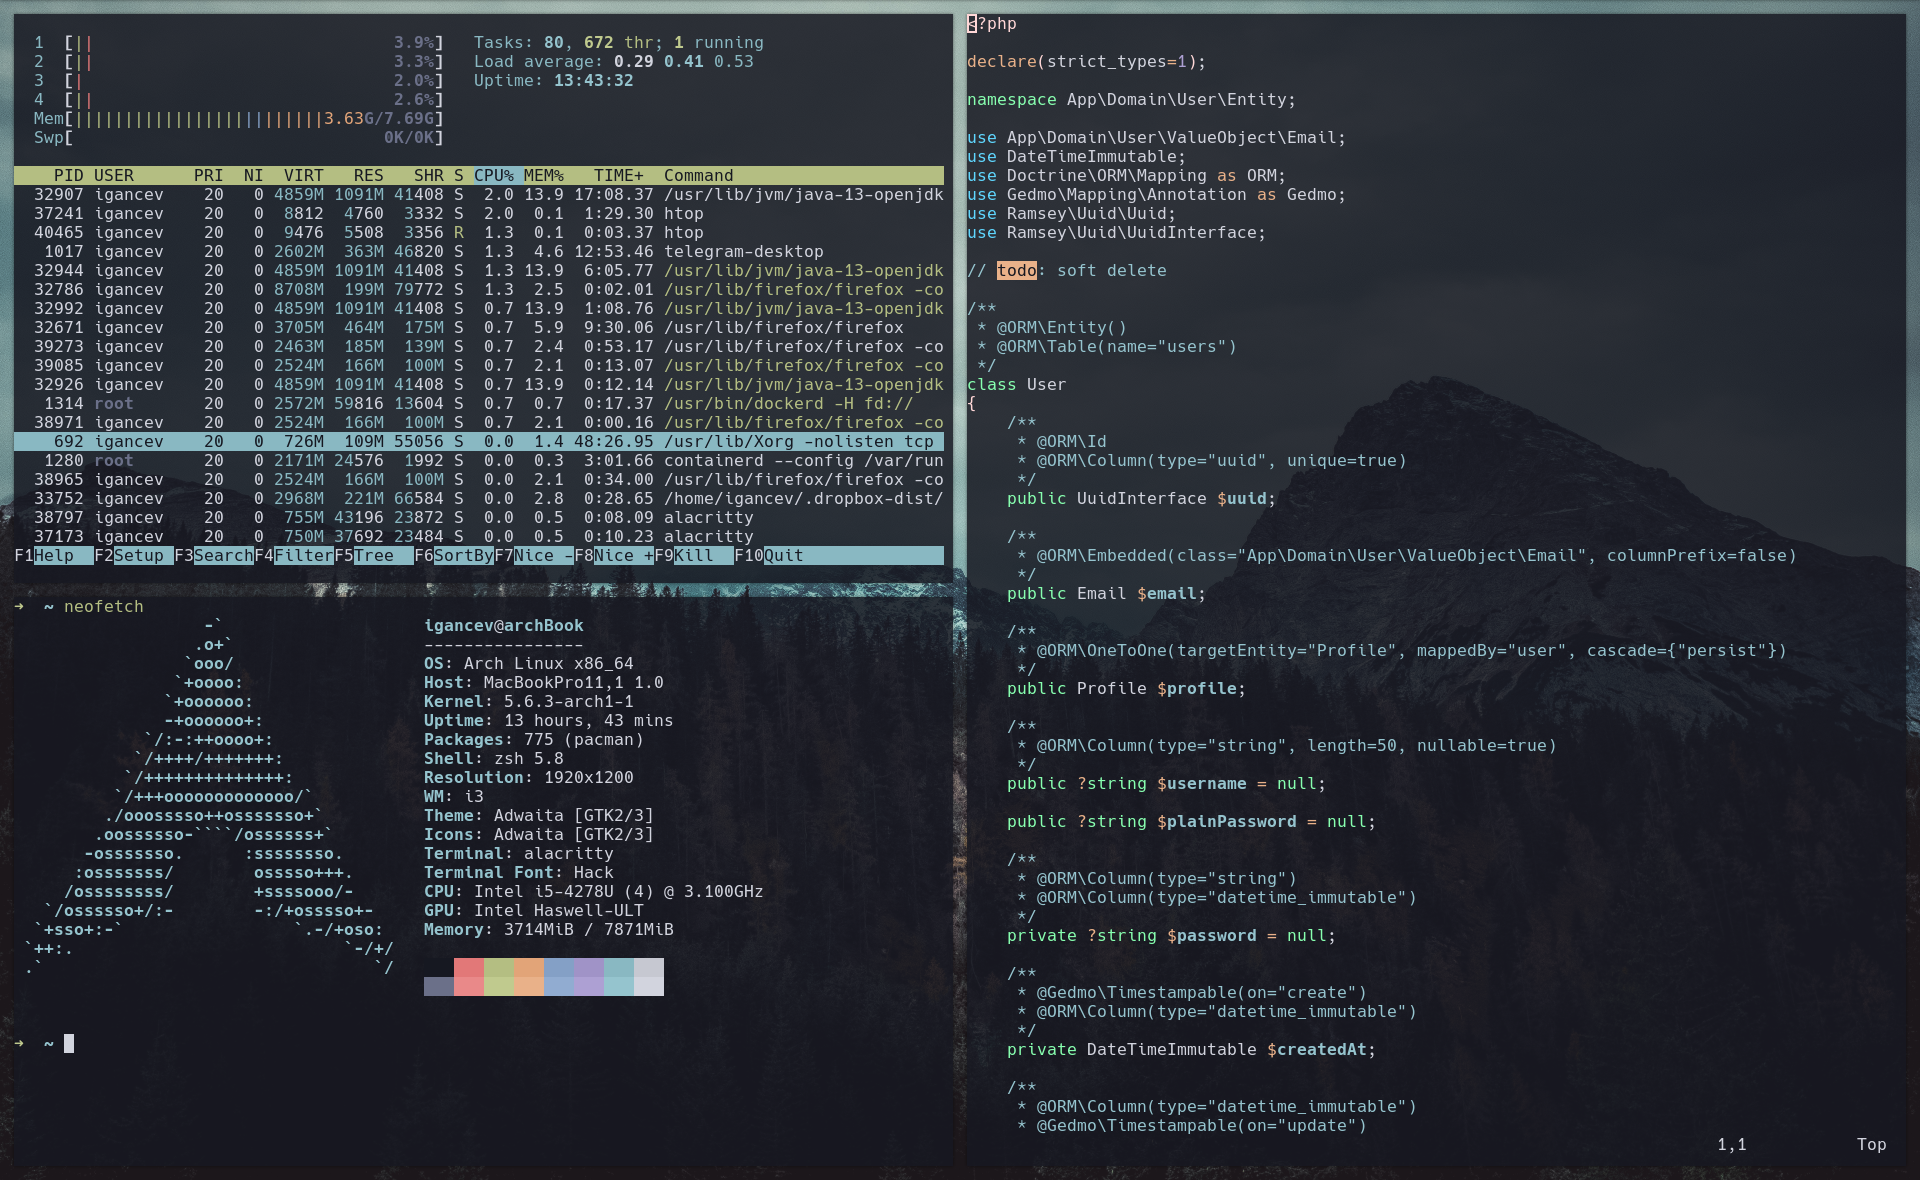 1  [||                              3.9%]   Tasks: 80, 672 thr; 1 running
2  [||                              3.3%]   Load average: 0.29 0.41 0.53
3  [|                               2.0%]   Uptime: 13:43:32
4  [||                              2.6%]
Mem[|||||||||||||||||||||||||3.63G/7.69G]
Swp[                               0K/0K]
PID USER      PRI  NI  VIRT   RES   SHR S CPU% MEM%   TIME+  Command
32907 igancev    20   0 4859M 1091M 41408 S  2.0 13.9 17:08.37 /usr/lib/jvm/java-13-openjdk
37241 igancev    20   0  8812  4760  3332 S  2.0  0.1  1:29.30 htop
40465 igancev    20   0  9476  5508  3356 R  1.3  0.1  0:03.37 htop
1017 igancev    20   0 2602M  363M 46820 S  1.3  4.6 12:53.46 telegram-desktop
32944 igancev    20   0 4859M 1091M 41408 S  1.3 13.9  6:05.77 /usr/lib/jvm/java-13-openjdk
32786 igancev    20   0 8708M  199M 79772 S  1.3  2.5  0:02.01 /usr/lib/firefox/firefox -co
32992 igancev    20   0 4859M 1091M 41408 S  0.7 13.9  1:08.76 /usr/lib/jvm/java-13-openjdk
32671 igancev    20   0 3705M  464M  175M S  0.7  5.9  9:30.06 /usr/lib/firefox/firefox
39273 igancev    20   0 2463M  185M  139M S  0.7  2.4  0:53.17 /usr/lib/firefox/firefox -co
39085 igancev    20   0 2524M  166M  100M S  0.7  2.1  0:13.07 /usr/lib/firefox/firefox -co
32926 igancev    20   0 4859M 1091M 41408 S  0.7 13.9  0:12.14 /usr/lib/jvm/java-13-openjdk
1314 root       20   0 2572M 59816 13604 S  0.7  0.7  0:17.37 /usr/bin/dockerd -H fd://
38971 igancev    20   0 2524M  166M  100M S  0.7  2.1  0:00.16 /usr/lib/firefox/firefox -co
692 igancev    20   0  726M  109M 55056 S  0.0  1.4 48:26.95 /usr/lib/Xorg -nolisten tcp
1280 root       20   0 2171M 24576  1992 S  0.0  0.3  3:01.66 containerd --config /var/run
38965 igancev    20   0 2524M  166M  100M S  0.0  2.1  0:34.00 /usr/lib/firefox/firefox -co
33752 igancev    20   0 2968M  221M 66584 S  0.0  2.8  0:28.65 /home/igancev/.dropbox-dist/
38797 igancev    20   0  755M 43196 23872 S  0.0  0.5  0:08.09 alacritty
37173 igancev    20   0  750M 37692 23484 S  0.0  0.5  0:10.23 alacritty
F1Help  F2Setup F3SearchF4FilterF5Tree  F6SortByF7Nice -F8Nice +F9Kill  F10Quit
➜  ~ neofetch
                   -`                    igancev@archBook
                  .o+`                   ----------------
                 `ooo/                   OS: Arch Linux x86_64
                `+oooo:                  Host: MacBookPro11,1 1.0
               `+oooooo:                 Kernel: 5.6.3-arch1-1
               -+oooooo+:                Uptime: 13 hours, 43 mins
             `/:-:++oooo+:               Packages: 775 (pacman)
            `/++++/+++++++:              Shell: zsh 5.8
           `/++++++++++++++:             Resolution: 1920x1200
          `/+++ooooooooooooo/`           WM: i3
         ./ooosssso++osssssso+`          Theme: Adwaita [GTK2/3]
        .oossssso-````/ossssss+`         Icons: Adwaita [GTK2/3]
       -osssssso.      :ssssssso.        Terminal: alacritty
      :osssssss/        osssso+++.       Terminal Font: Hack
     /ossssssss/        +ssssooo/-       CPU: Intel i5-4278U (4) @ 3.100GHz
   `/ossssso+/:-        -:/+osssso+-     GPU: Intel Haswell-ULT
  `+sso+:-`                 `.-/+oso:    Memory: 3714MiB / 7871MiB
 `++:.                           `-/+/
 .`                                 `/
➜  ~
<?php
declare(strict_types=1);
namespace App\Domain\User\Entity;
use App\Domain\User\ValueObject\Email;
use DateTimeImmutable;
use Doctrine\ORM\Mapping as ORM;
use Gedmo\Mapping\Annotation as Gedmo;
use Ramsey\Uuid\Uuid;
use Ramsey\Uuid\UuidInterface;
// todo: soft delete
/**
 * @ORM\Entity()
 * @ORM\Table(name="users")
 */
class User
{
    /**
     * @ORM\Id
     * @ORM\Column(type="uuid", unique=true)
     */
    public UuidInterface $uuid;
    /**
     * @ORM\Embedded(class="App\Domain\User\ValueObject\Email", columnPrefix=false)
     */
    public Email $email;
    /**
     * @ORM\OneToOne(targetEntity="Profile", mappedBy="user", cascade={"persist"})
     */
    public Profile $profile;
    /**
     * @ORM\Column(type="string", length=50, nullable=true)
     */
    public ?string $username = null;
    public ?string $plainPassword = null;
    /**
     * @ORM\Column(type="string")
     * @ORM\Column(type="datetime_immutable")
     */
    private ?string $password = null;
    /**
     * @Gedmo\Timestampable(on="create")
     * @ORM\Column(type="datetime_immutable")
     */
    private DateTimeImmutable $createdAt;
    /**
     * @ORM\Column(type="datetime_immutable")
     * @Gedmo\Timestampable(on="update")
1,1           Top